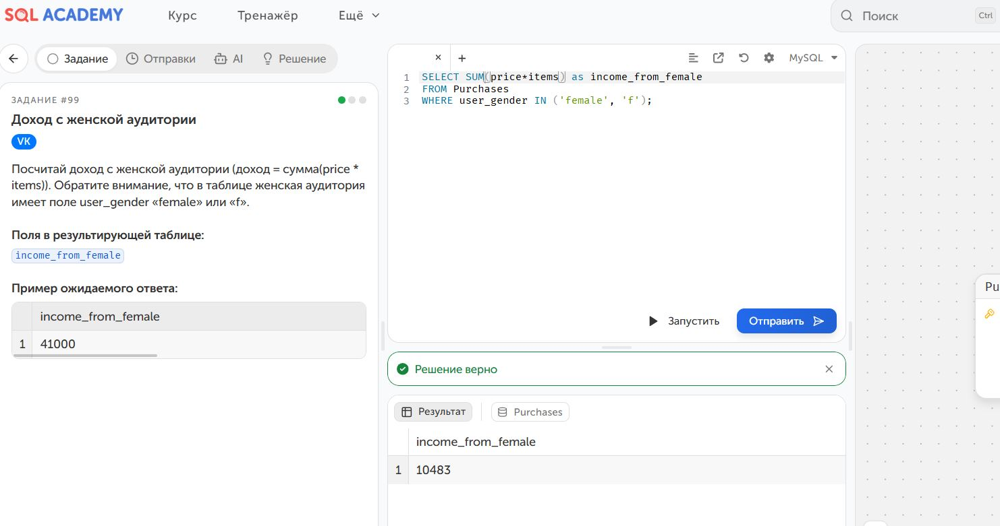 SQL ACADEMY
Курс
Тренажёр
Ещё
Поиск
Ctrl
Задание
Отправки
AI
Решение
ЗАДАНИЕ #99
Доход с женской аудитории
VK
Посчитай доход с женской аудитории (доход = сумма(price *
items)). Обратите внимание, что в таблице женская аудитория
имеет поле user_gender «female» или «f».
Поля в результирующей таблице:
income_from_female
Пример ожидаемого ответа:
income_from_female
1 41000
MySQL
1 SELECT SUM(price*items) as income_from_female
2 FROM Purchases
3 WHERE user_gender IN ('female', 'f');
Запустить
Отправить
Решение верно
Результат
Purchases
income_from_female
1 10483
Pu